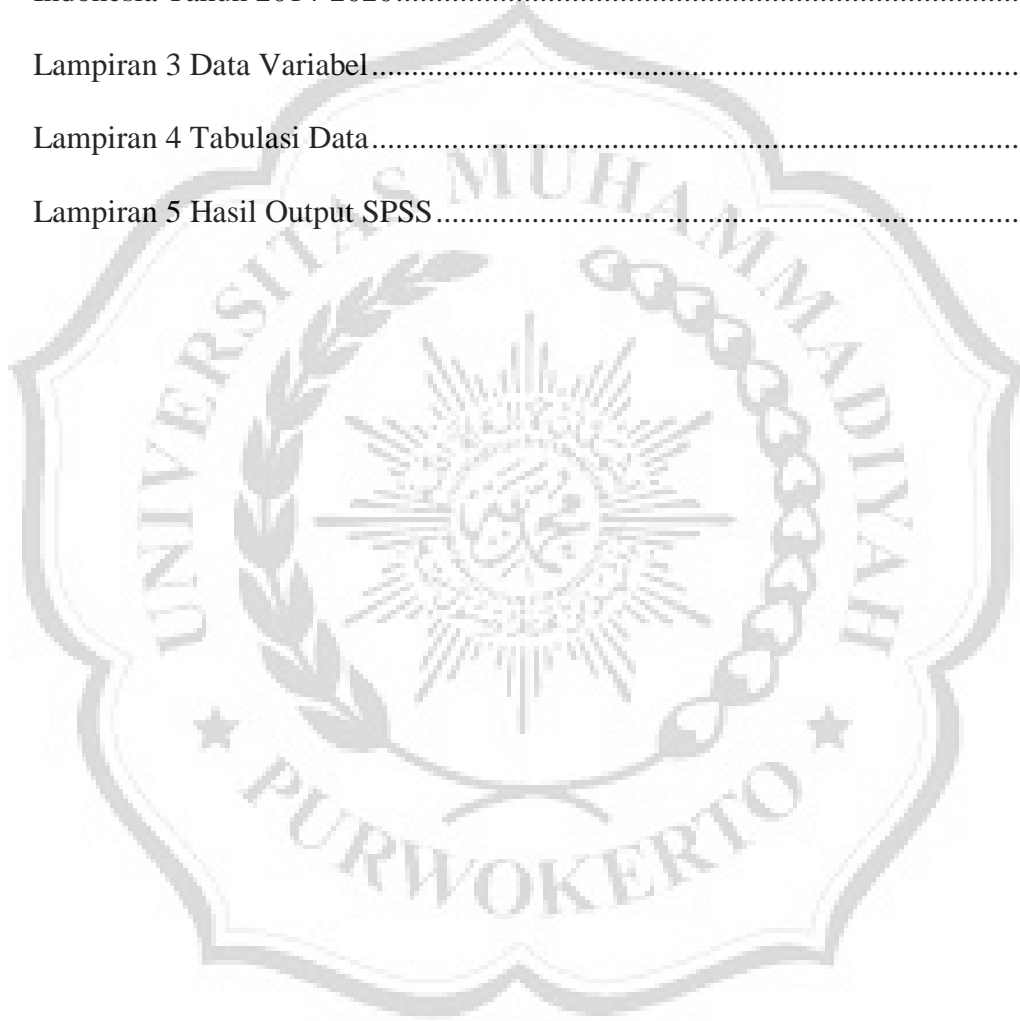 Indonesia Tahun 2014-2020
Lampiran 3 Data Variabel........................................................................
Lampiran 4 Tabulasi Data........................................................................
Lampiran 5 Hasil Output SPSS................................................................
UNIVERSITAS MUHAMMADIYAH
PURWOKERTO